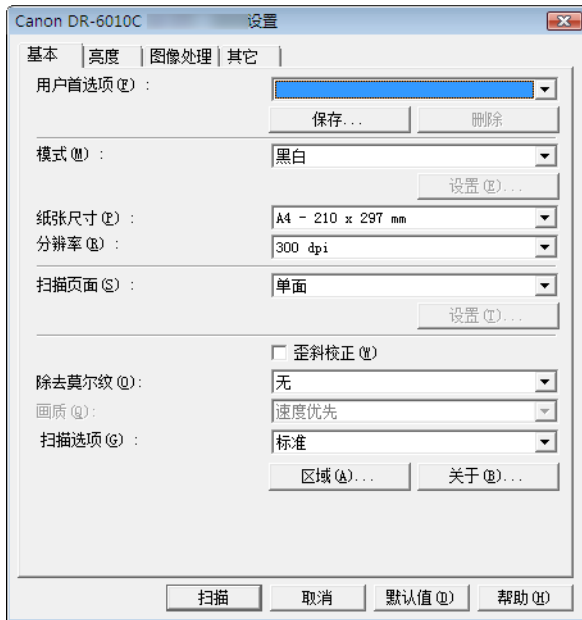 Canon DR-6010C 设置
基本 亮度 图像处理 其它
用户首选项(F) :
保存... 删除
模式(M) : 黑白
设置(E)...
纸张尺寸(P) : A4 - 210 x 297 mm
分辨率(R) : 300 dpi
扫描页面(S) : 单面
设置(T)...
歪斜校正(W)
除去莫尔纹(O): 无
画质(Q): 速度优先
扫描选项(G) : 标准
区域(A)... 关于(B)...
扫描 取消 默认值(D) 帮助(H)